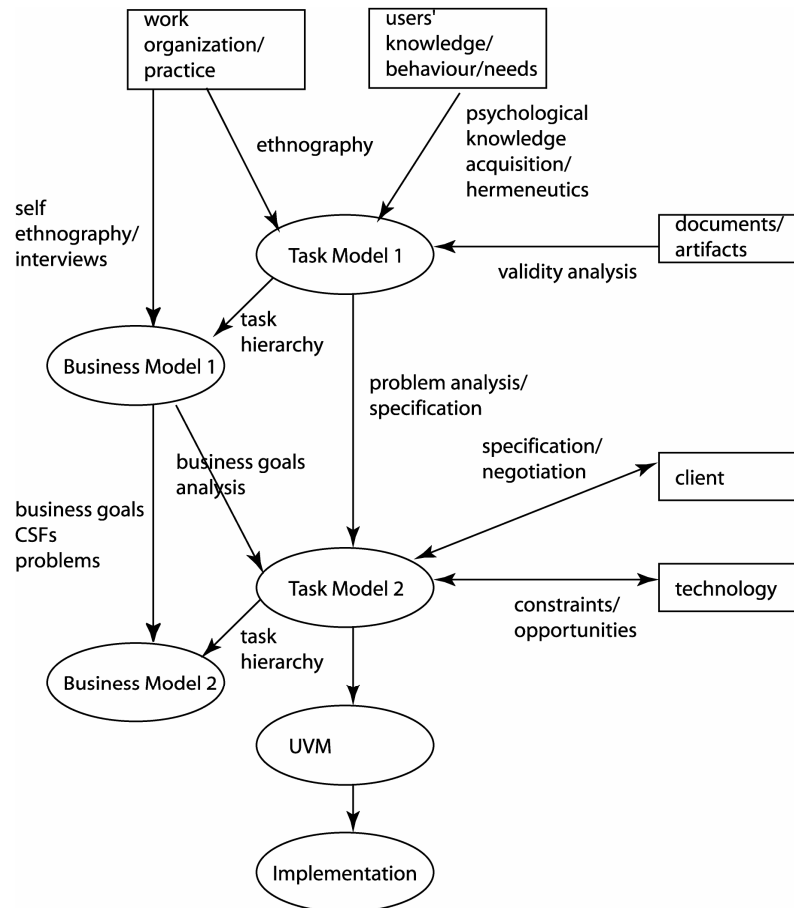 work
organization/
practice
users'
knowledge/
behaviour/needs
ethnography
psychological
knowledge
acquisition/
hermeneutics
self
ethnography/
interviews
Task Model 1
documents/
artifacts
validity analysis
task
hierarchy
Business Model 1
problem analysis/
specification
business goals
analysis
specification/
negotiation
client
business goals
CSFs
problems
Task Model 2
technology
constraints/
opportunities
task
hierarchy
Business Model 2
UVM
Implementation